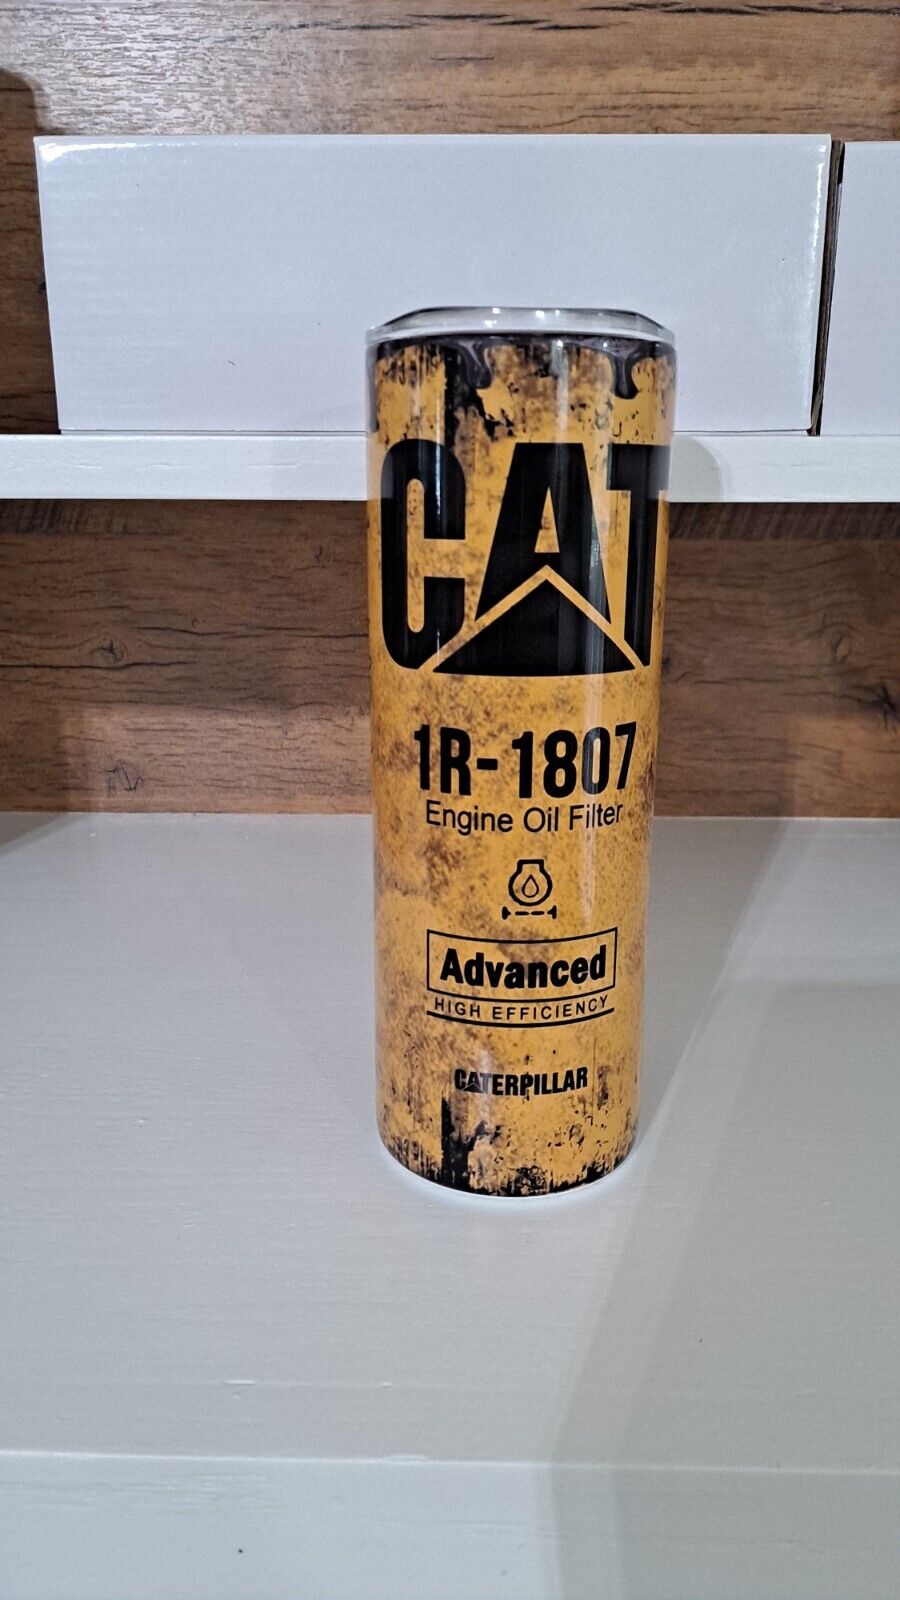 CAT
1R-1807
Engine Oil Filter
Advanced
HIGH EFFICIENCY
CATERPILLAR